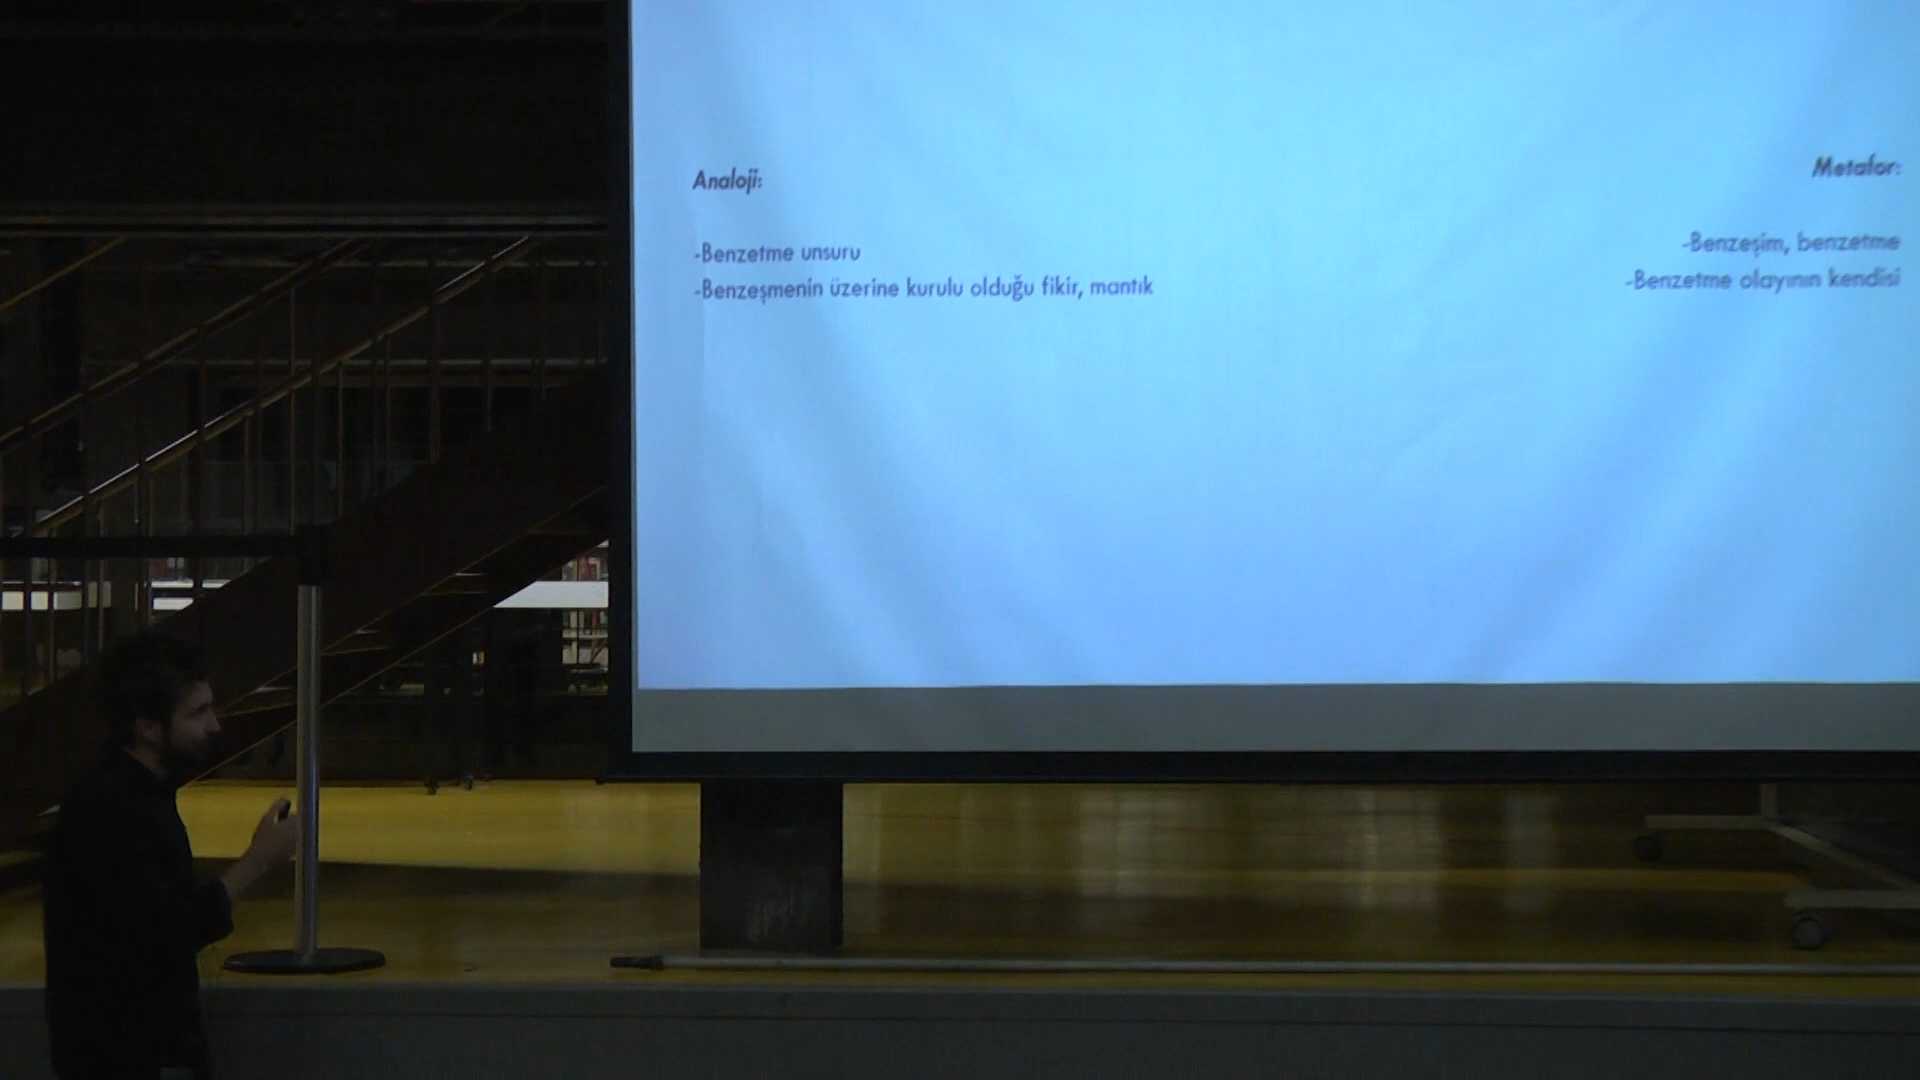 Analoji:
-Benzetme unsuru
-Benzeşmenin üzerine kurulu olduğu fikir, mantık
Metafor:
-Benzeşim, benzetme
-Benzetme olayının kendisi